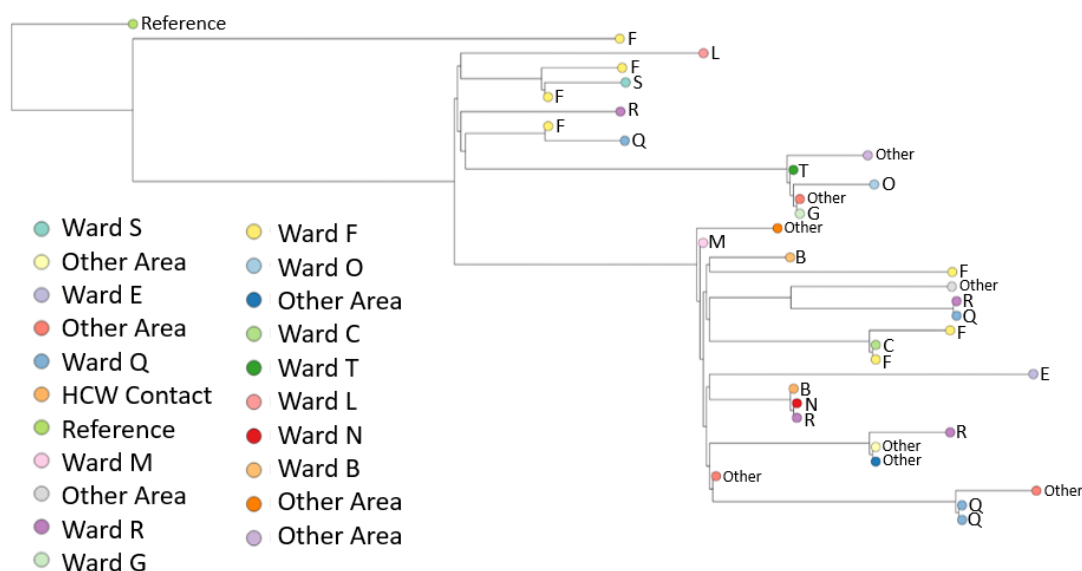 Reference
F
L
F
S
F
R
F
Q
Other
T
O
Other
G
Other
M
B
F
Other
R
Q
F
C
F
E
B
N
R
R
Other
Other
Other
Other
Q
Q
Ward S
Other Area
Ward E
Other Area
Ward Q
HCW Contact
Reference
Ward M
Other Area
Ward R
Ward G
Ward F
Ward O
Other Area
Ward C
Ward T
Ward L
Ward N
Ward B
Other Area
Other Area